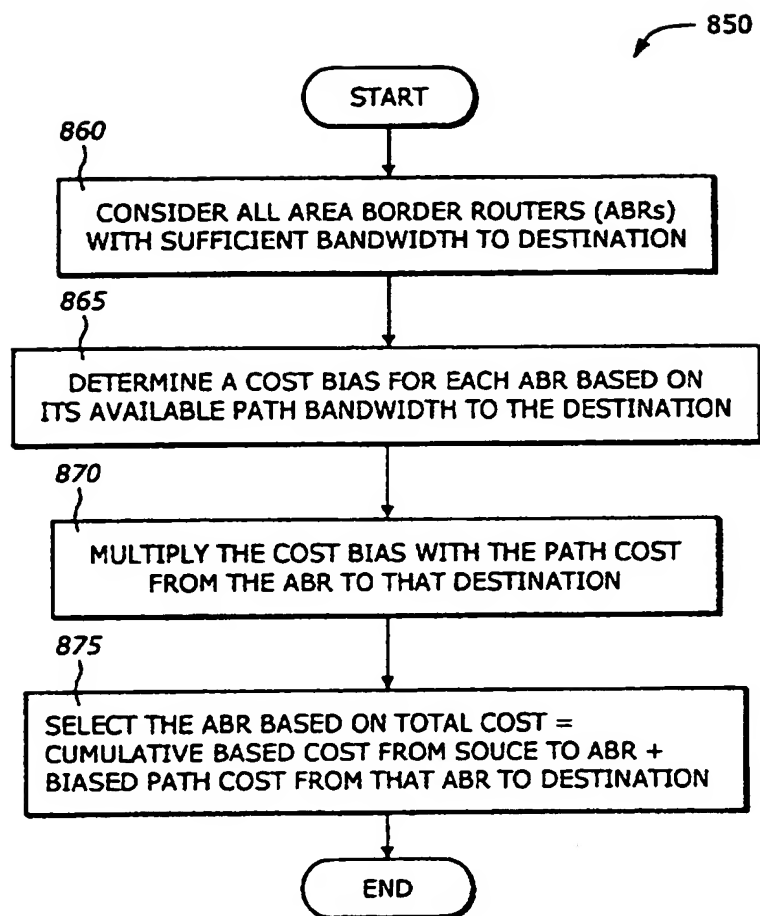 850
START
860
CONSIDER ALL AREA BORDER ROUTERS (ABRs)
WITH SUFFICIENT BANDWIDTH TO DESTINATION
865
DETERMINE A COST BIAS FOR EACH ABR BASED ON
ITS AVAILABLE PATH BANDWIDTH TO THE DESTINATION
870
MULTIPLY THE COST BIAS WITH THE PATH COST
FROM THE ABR TO THAT DESTINATION
875
SELECT THE ABR BASED ON TOTAL COST =
CUMULATIVE BASED COST FROM SOUCE TO ABR +
BIASED PATH COST FROM THAT ABR TO DESTINATION
END